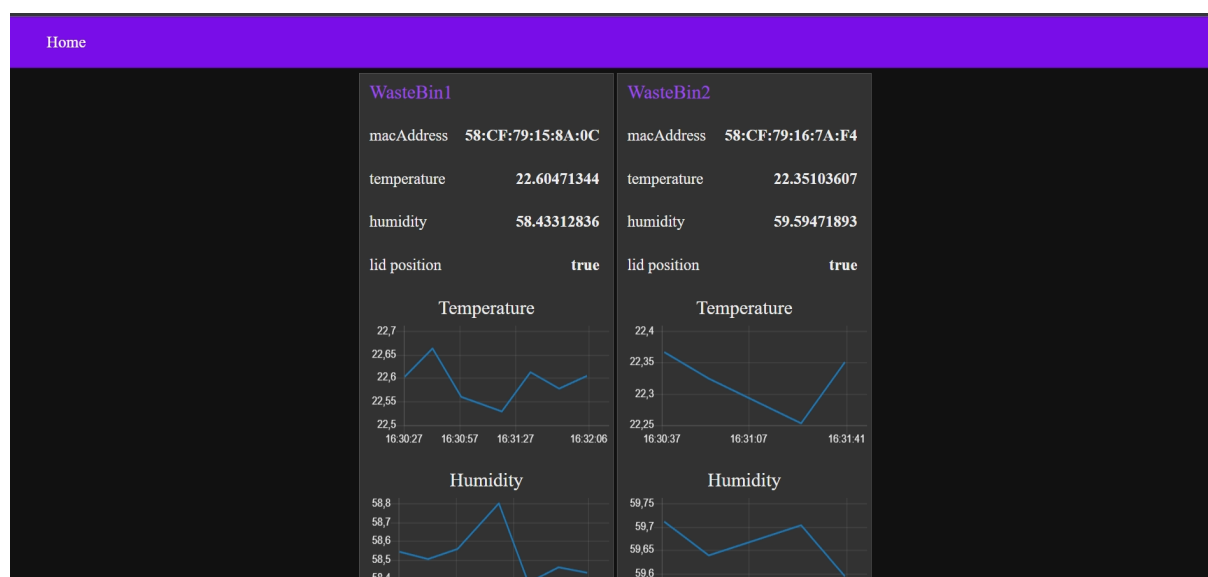 Home
WasteBin1
macAddress 58:CF:79:15:8A:0C
temperature 22.60471344
humidity 58.43312836
lid position true
Temperature
22,7
22,65
22,6
22,55
22,5
16:30:27 16:30:57 16:31:27 16:32:06
Humidity
58,8
58,7
58,6
58,5
58,4
WasteBin2
macAddress 58:CF:79:16:7A:F4
temperature 22.35103607
humidity 59.59471893
lid position true
Temperature
22,4
22,35
22,3
22,25
16:30:37 16:31:07 16:31:41
Humidity
59,75
59,7
59,65
59,6